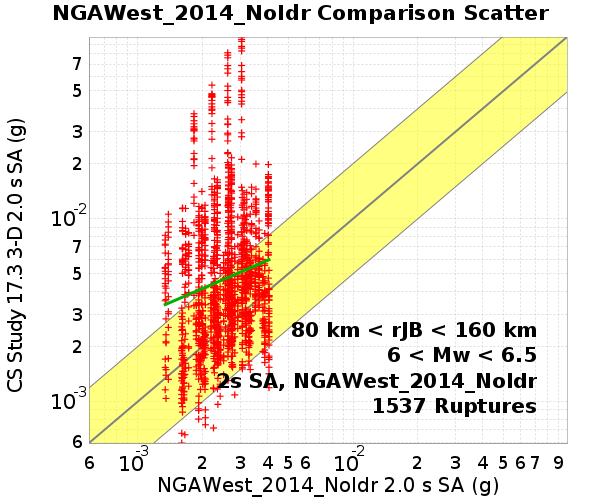 NGAWest_2014_NoIdr Comparison Scatter
CS Study 17.3 3-D 2.0 s SA (g)
7
5
3
2
10-2
7
5
3
2
10-3
6
80 km < rJB < 160 km
6 < Mw < 6.5
2s SA, NGAWest_2014_NoIdr
1537 Ruptures
6 10-3 2 3 4 5 6 10-2 2 3 4 5 6 7 9
NGAWest_2014_NoIdr 2.0 s SA (g)